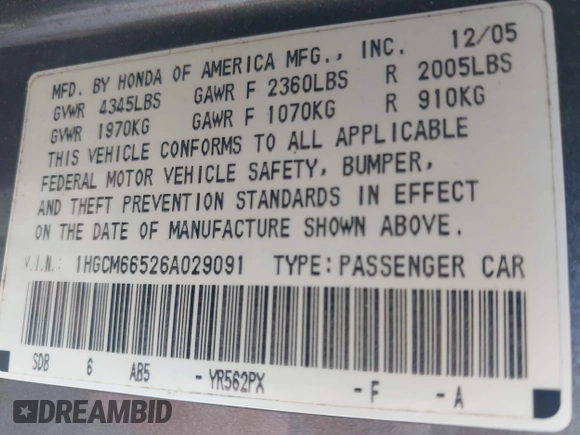 MFD. BY HONDA OF AMERICA MFG., INC. 12/05
GVWR 4345LBS GAWR F 2360LBS R 2005LBS
GVWR 1970KG GAWR F 1070KG R 910KG
THIS VEHICLE CONFORMS TO ALL APPLICABLE
FEDERAL MOTOR VEHICLE SAFETY, BUMPER,
AND THEFT PREVENTION STANDARDS IN EFFECT
ON THE DATE OF MANUFACTURE SHOWN ABOVE.
V.I.N: 1HGCM66526A029091 TYPE:PASSENGER CAR
SDB 6 AB5 - YR562PX - F - A
DREAMBID